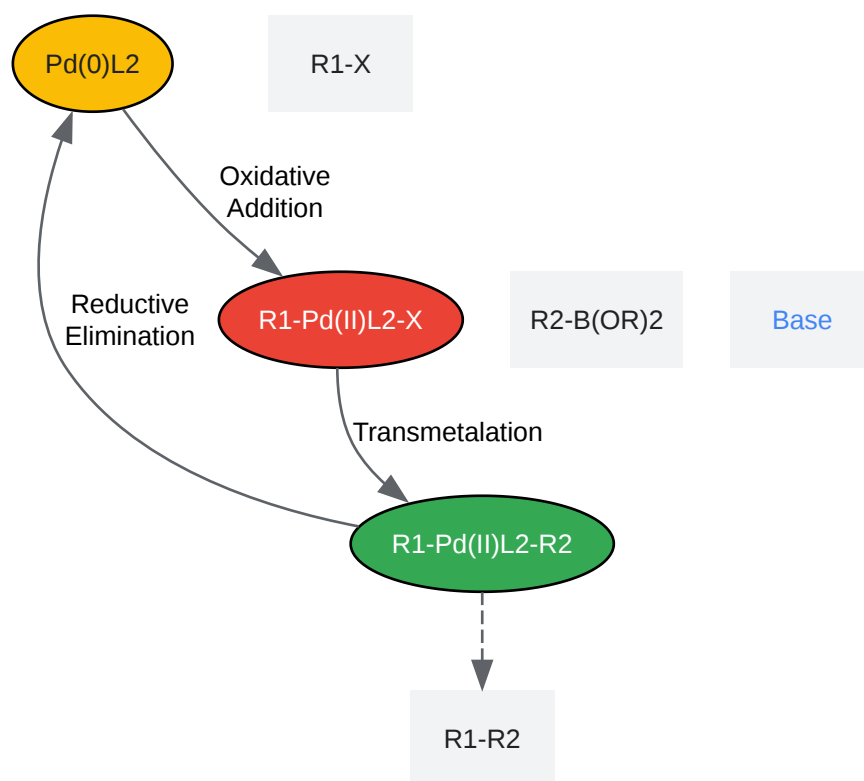 Pd(0)L2
R1-X
Oxidative
Addition
Reductive
Elimination
R1-Pd(II)L2-X
R2-B(OR)2
Base
Transmetalation
R1-Pd(II)L2-R2
R1-R2